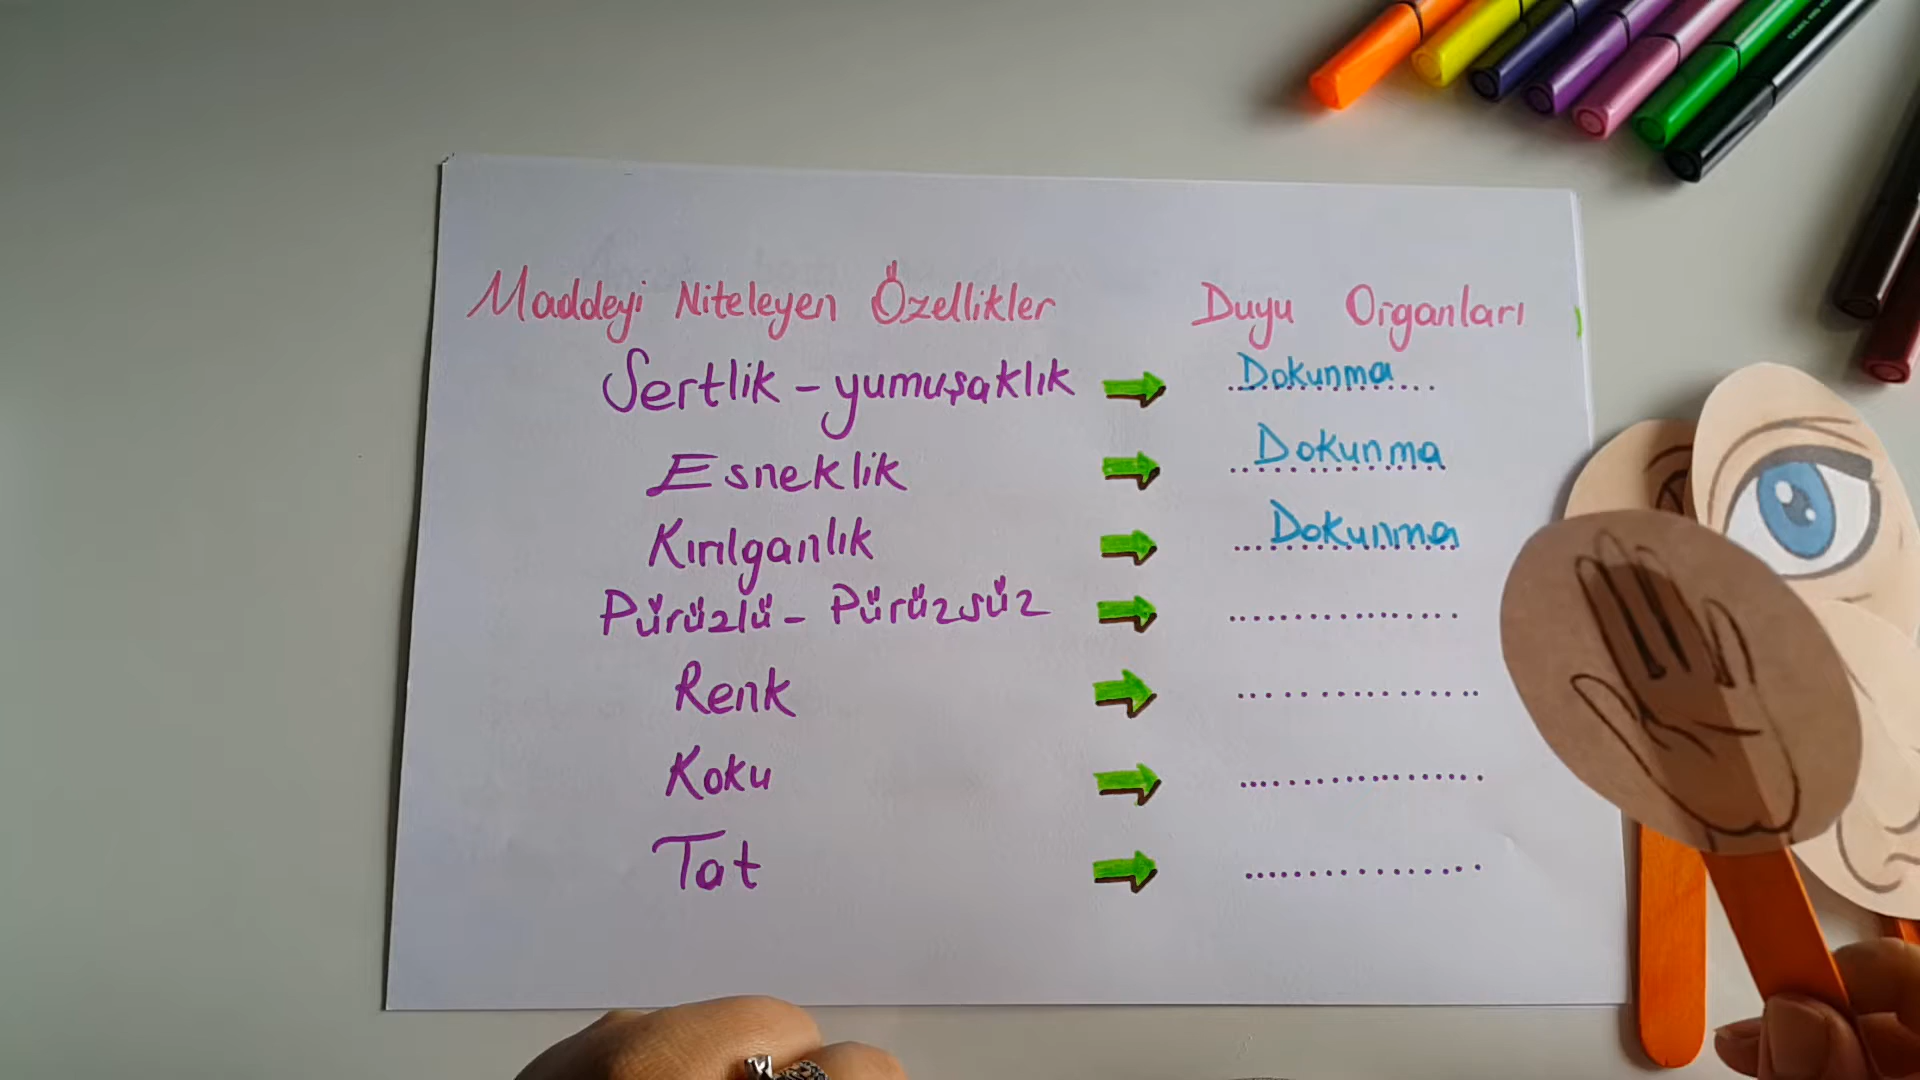 Maddeyi Niteleyen Özellikler Duyu Organları
Sertlik - yumuşaklık Dokunma
Esneklik Dokunma
Kırılganlık Dokunma
Pürüzlü - Pürüzsüz
Renk
Koku
Tat